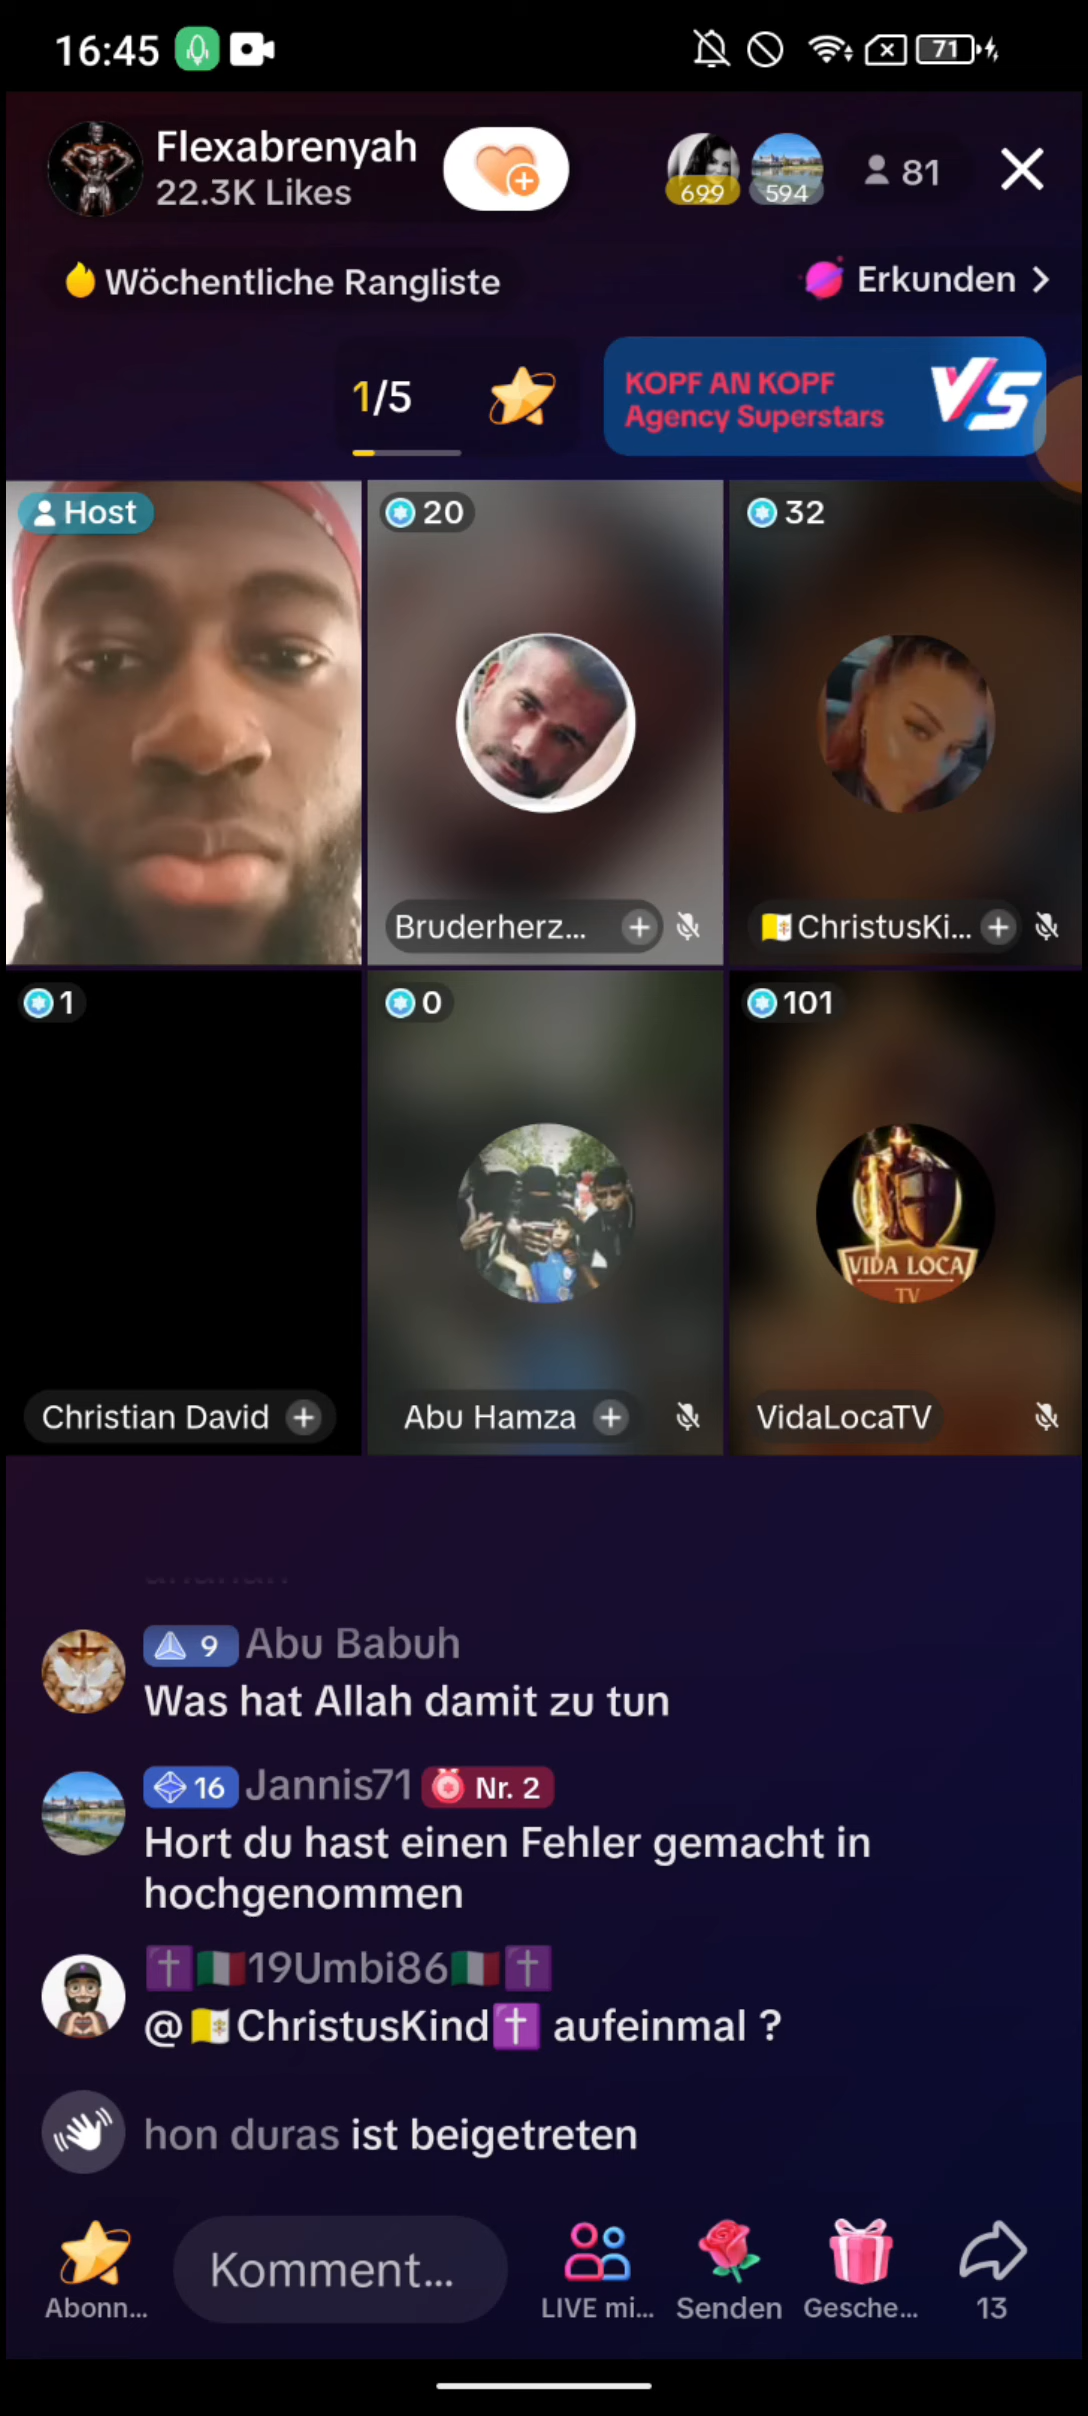 16:45
71
Flexabrenyah
22.3K Likes
699
594
81
Wöchentliche Rangliste
Erkunden >
1/5
KOPF AN KOPF
Agency Superstars
VS
Host
20
32
Bruderherz...
ChristusKi...
1
0
101
VIDA LOCA
TV
Christian David
Abu Hamza
VidaLocaTV
9 Abu Babuh
Was hat Allah damit zu tun
16 Jannis71 Nr. 2
Hort du hast einen Fehler gemacht in
hochgenommen
✝️🇮🇹19Umbi86🇮🇹✝️
@🇻🇦ChristusKind✝️ aufeinmal ?
hon duras ist beigetreten
Komment...
Abonn...
LIVE mi...
Senden
Gesche...
13